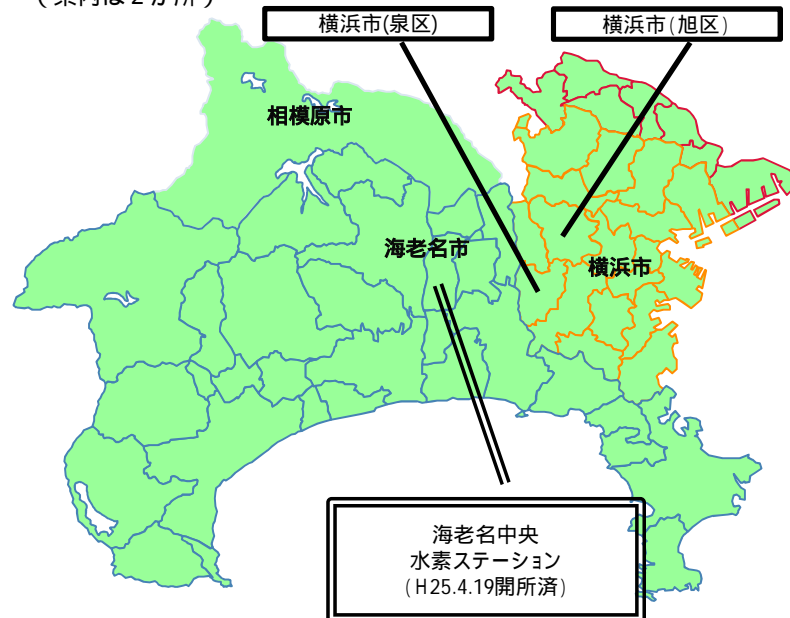 横浜市(泉区)
横浜市(旭区)
相模原市
海老名市
横浜市
海老名中央
水素ステーション
(H25.4.19開所済)